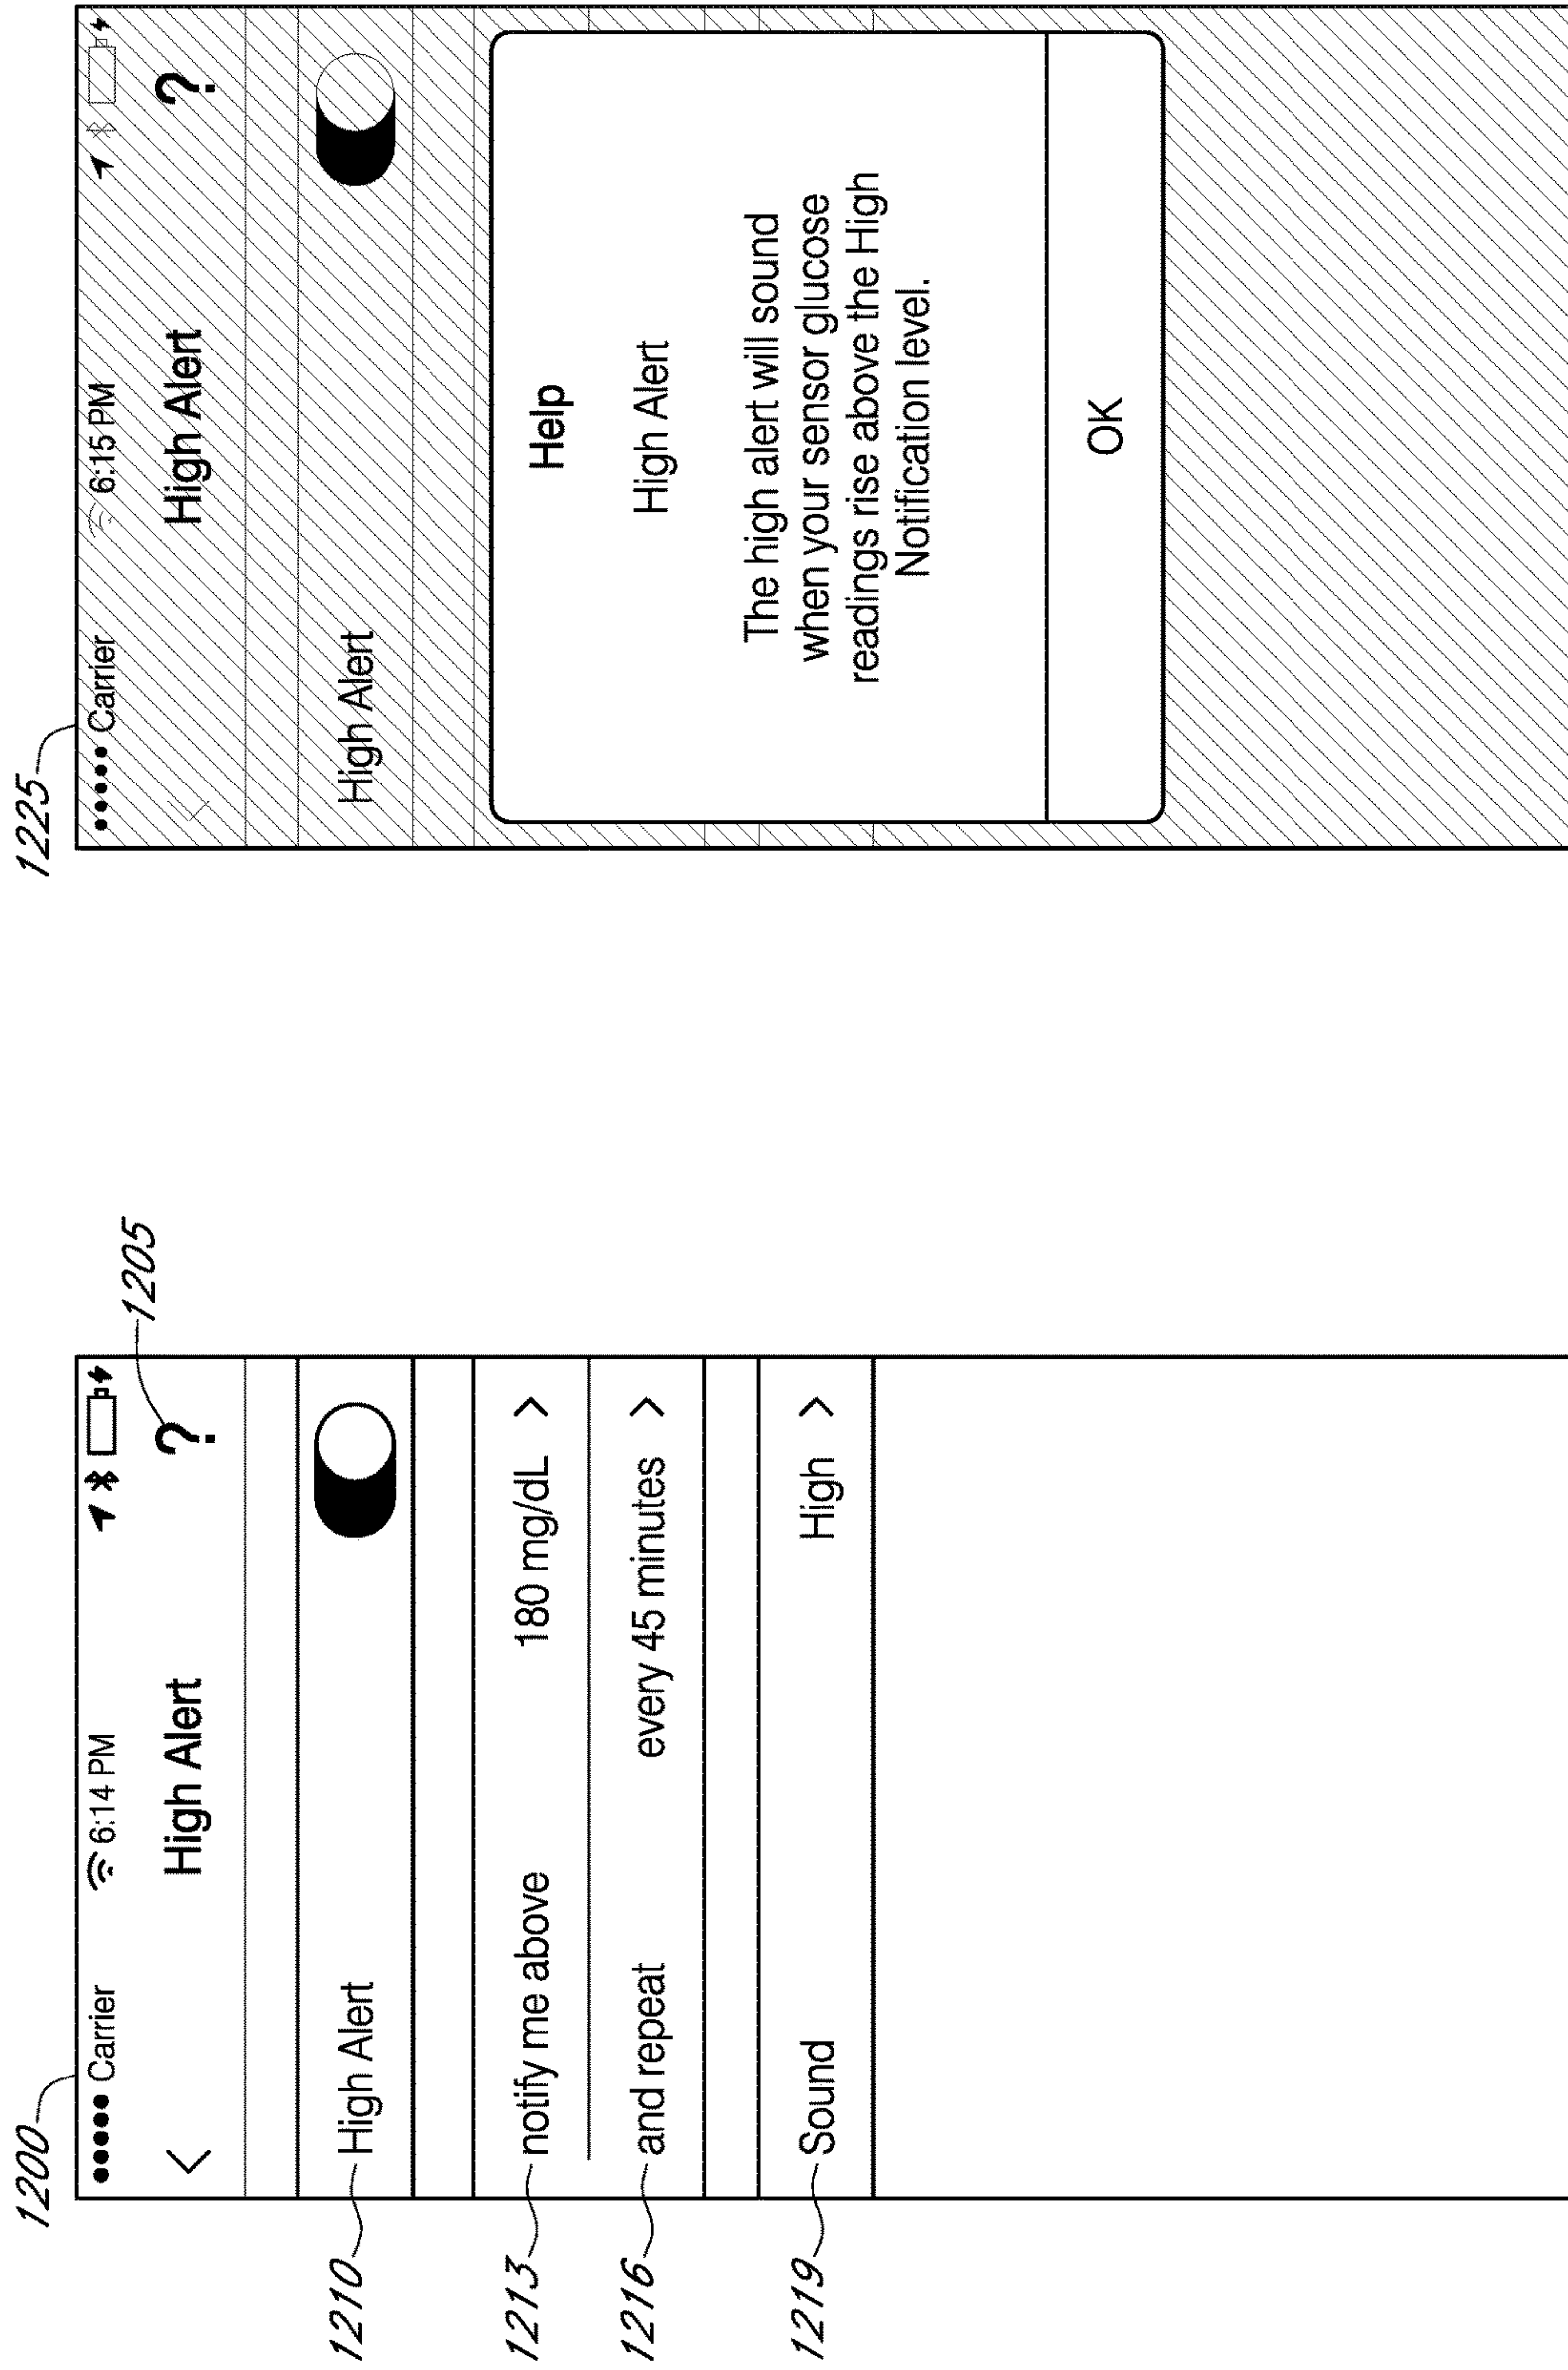 1200
••••• Carrier 6:14 PM
< High Alert ?
1205
1210 High Alert
1213 notify me above 180 mg/dL >
1216 and repeat every 45 minutes >
1219 Sound High >
1225
••••• Carrier 6:15 PM
< High Alert ?
High Alert
Help
High Alert
The high alert will sound
when your sensor glucose
readings rise above the High
Notification level.
OK